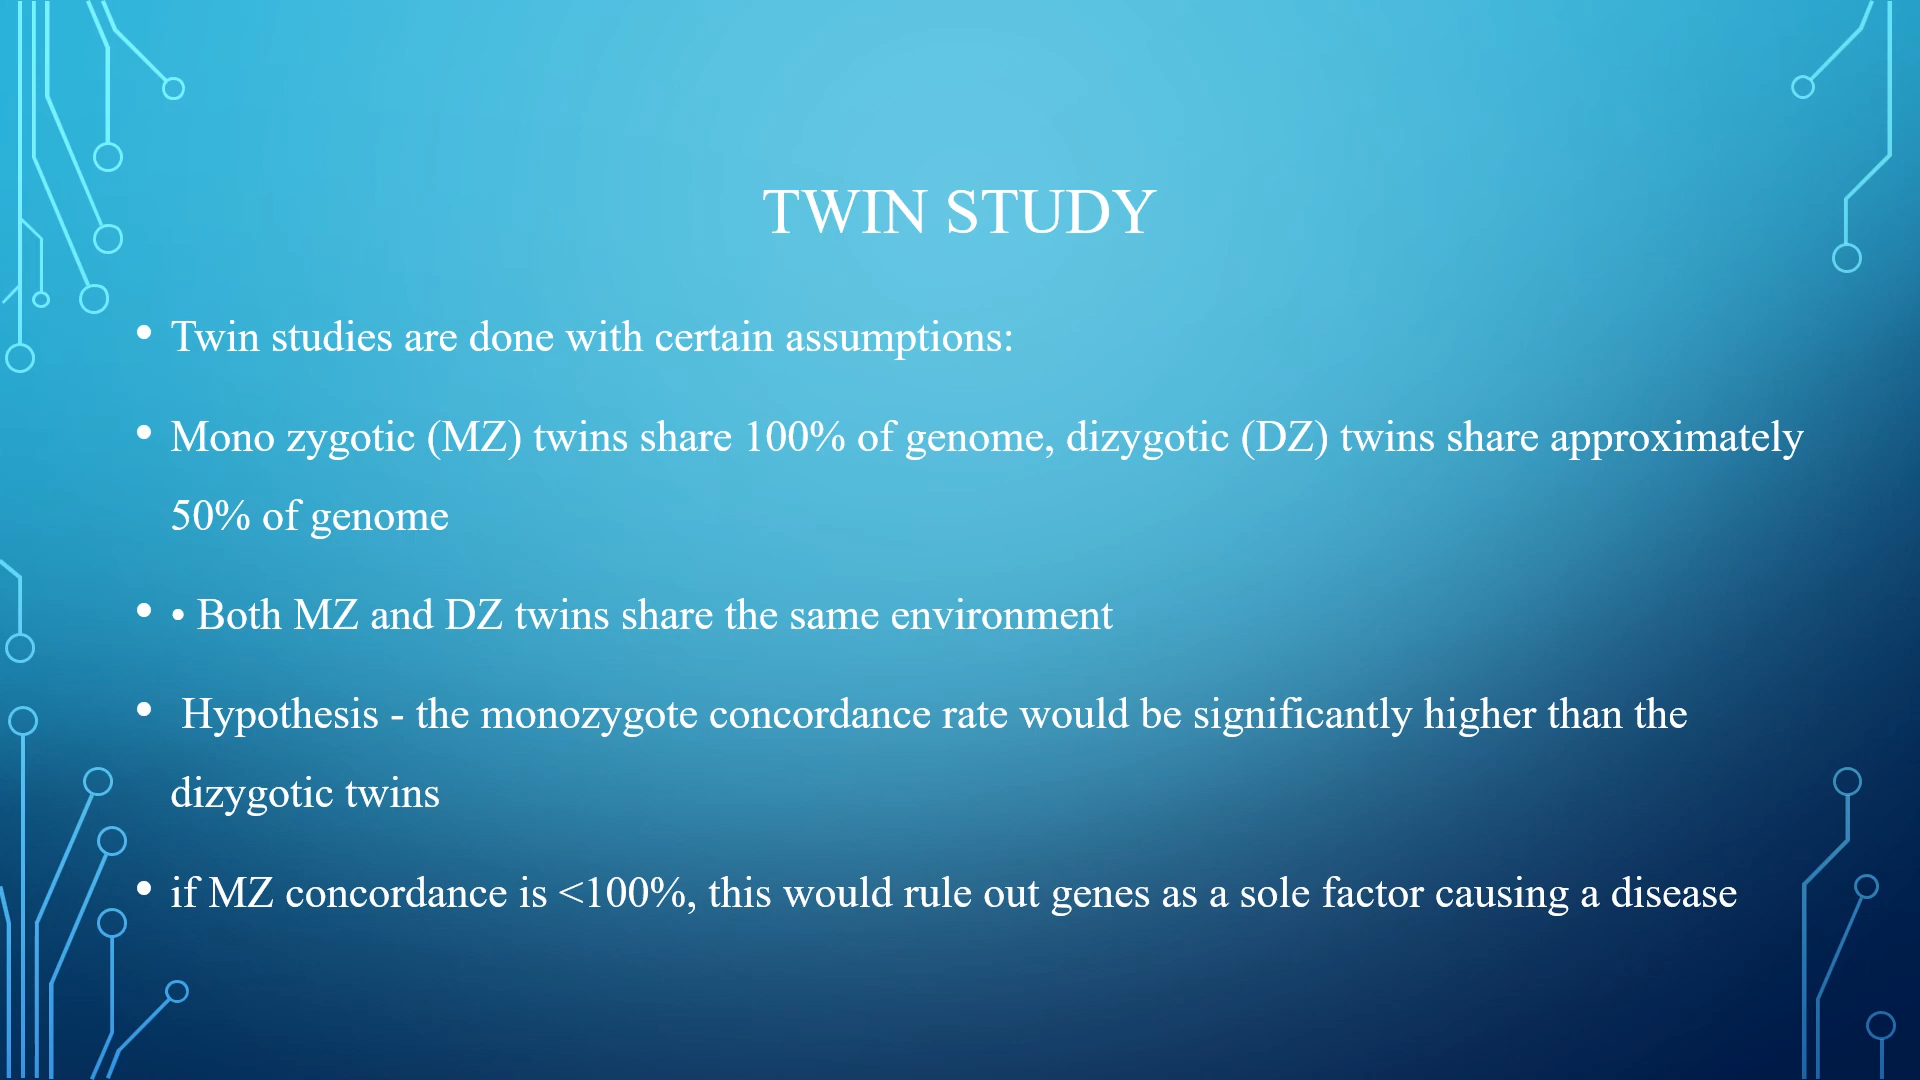 TWIN STUDY
• Twin studies are done with certain assumptions:
• Mono zygotic (MZ) twins share 100% of genome, dizygotic (DZ) twins share approximately
50% of genome
• • Both MZ and DZ twins share the same environment
• Hypothesis - the monozygote concordance rate would be significantly higher than the
dizygotic twins
• if MZ concordance is <100%, this would rule out genes as a sole factor causing a disease